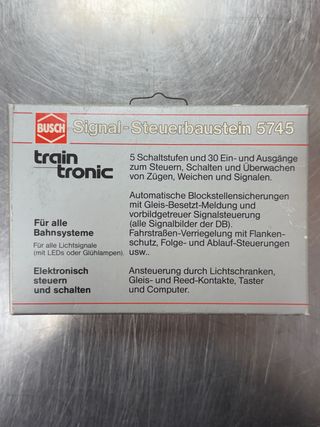 BUSCH
Signal-Steuerbaustein 5745
train
tronic
5 Schaltstufen und 30 Ein- und Ausgänge
zum Steuern, Schalten und Überwachen
von Zügen, Weichen und Signalen.
Automatische Blockstellensicherungen
mit Gleis-Besetzt-Meldung und
vorbildgetreuer Signalsteuerung
(alle Signalbilder der DB).
Fahrstraßen-Verriegelung mit Flanken-
schutz, Folge- und Ablauf-Steuerungen
usw..
Für alle
Bahnsysteme
Für alle Lichtsignale
(mit LEDs oder Glühlampen).
Elektronisch
steuern
und schalten
Ansteuerung durch Lichtschranken,
Gleis- und Reed-Kontakte, Taster
und Computer.